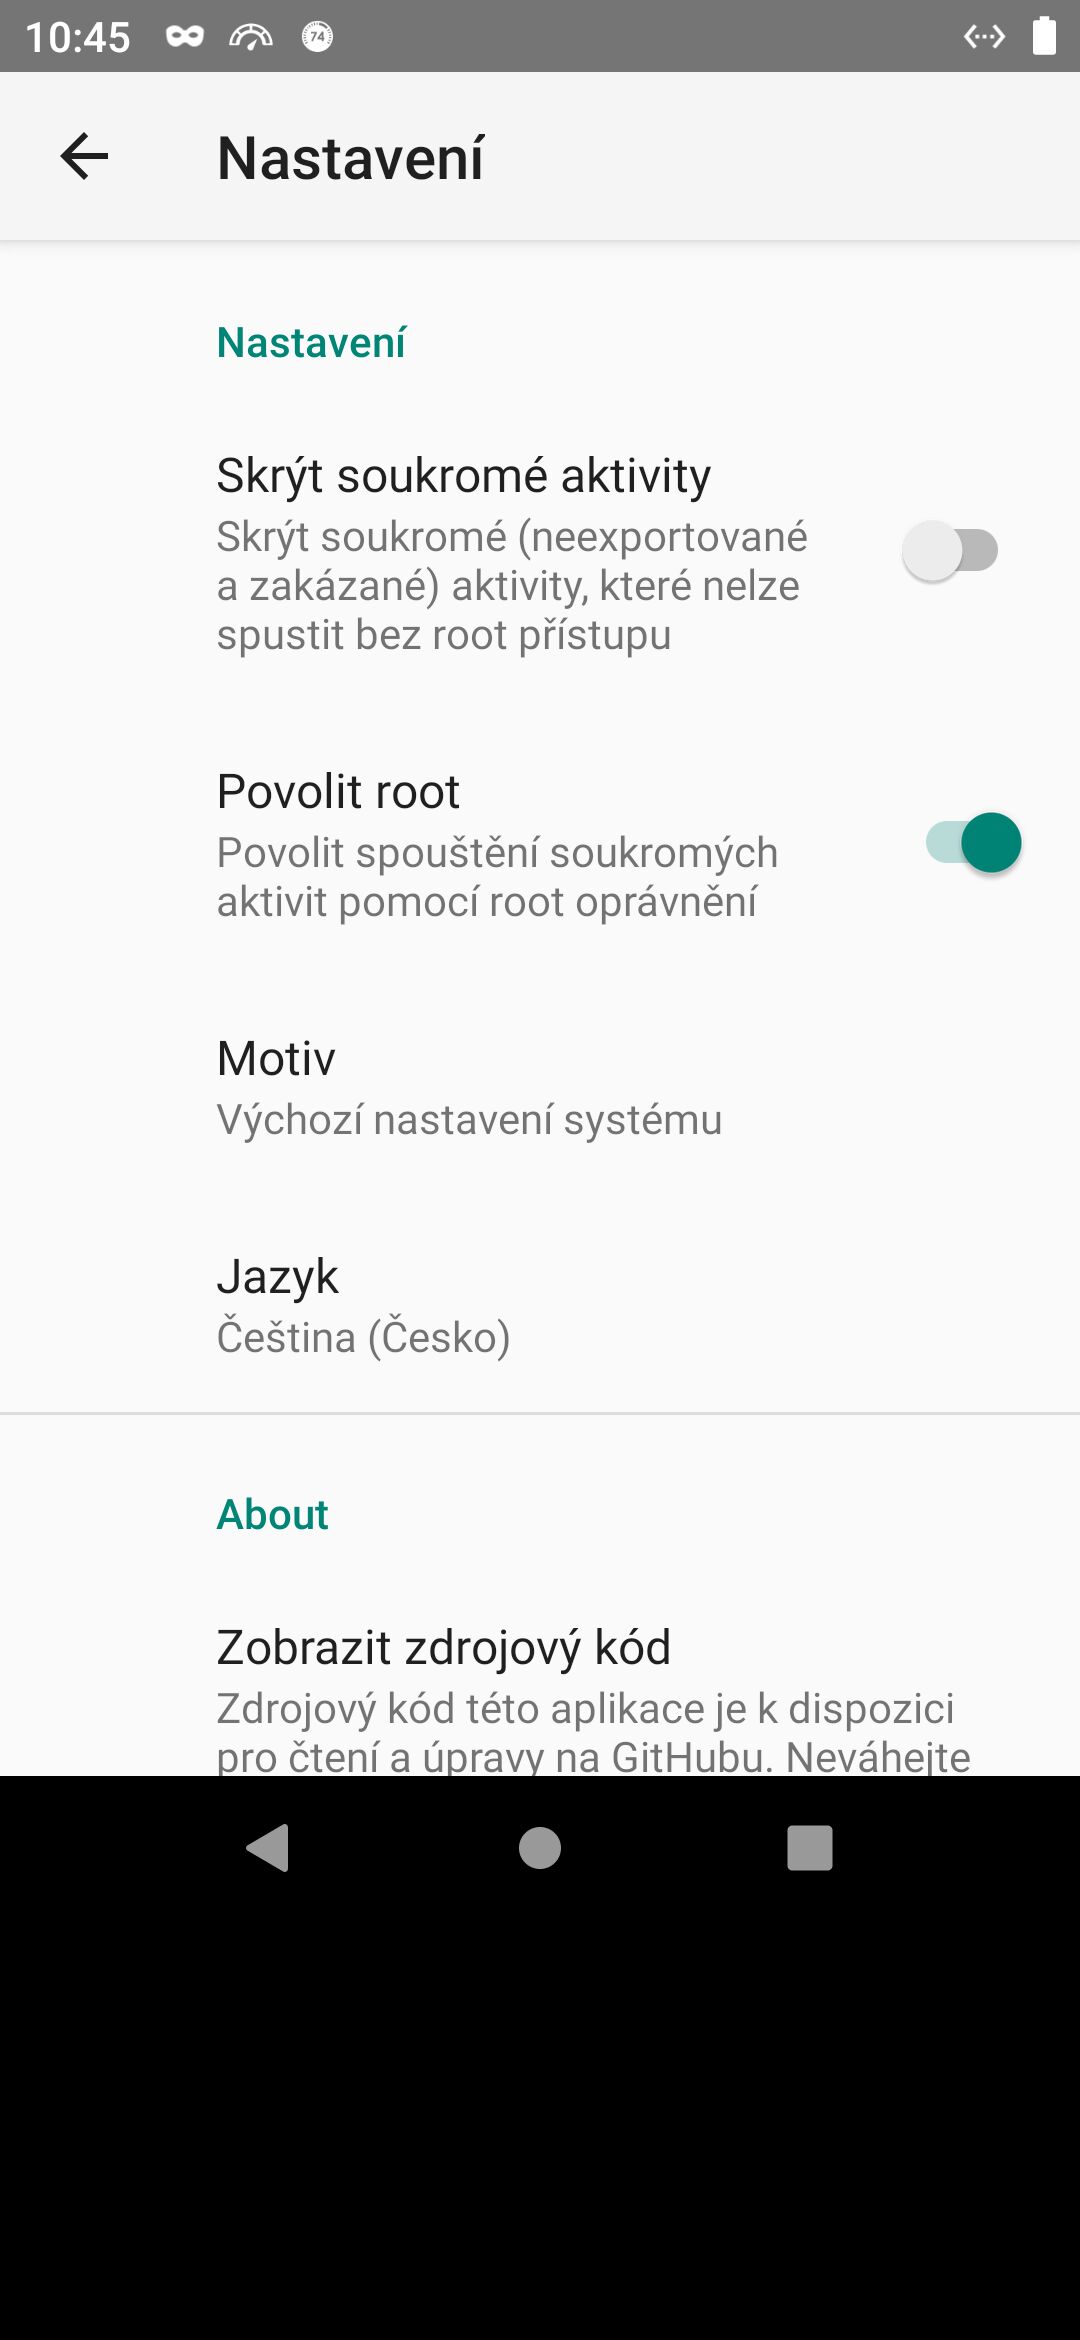 10:45
74
Nastavení
Nastavení
Skrýt soukromé aktivity
Skrýt soukromé (neexportované
a zakázané) aktivity, které nelze
spustit bez root přístupu
Povolit root
Povolit spouštění soukromých
aktivit pomocí root oprávnění
Motiv
Výchozí nastavení systému
Jazyk
Čeština (Česko)
About
Zobrazit zdrojový kód
Zdrojový kód této aplikace je k dispozici
pro čtení a úpravy na GitHubu. Neváhejte